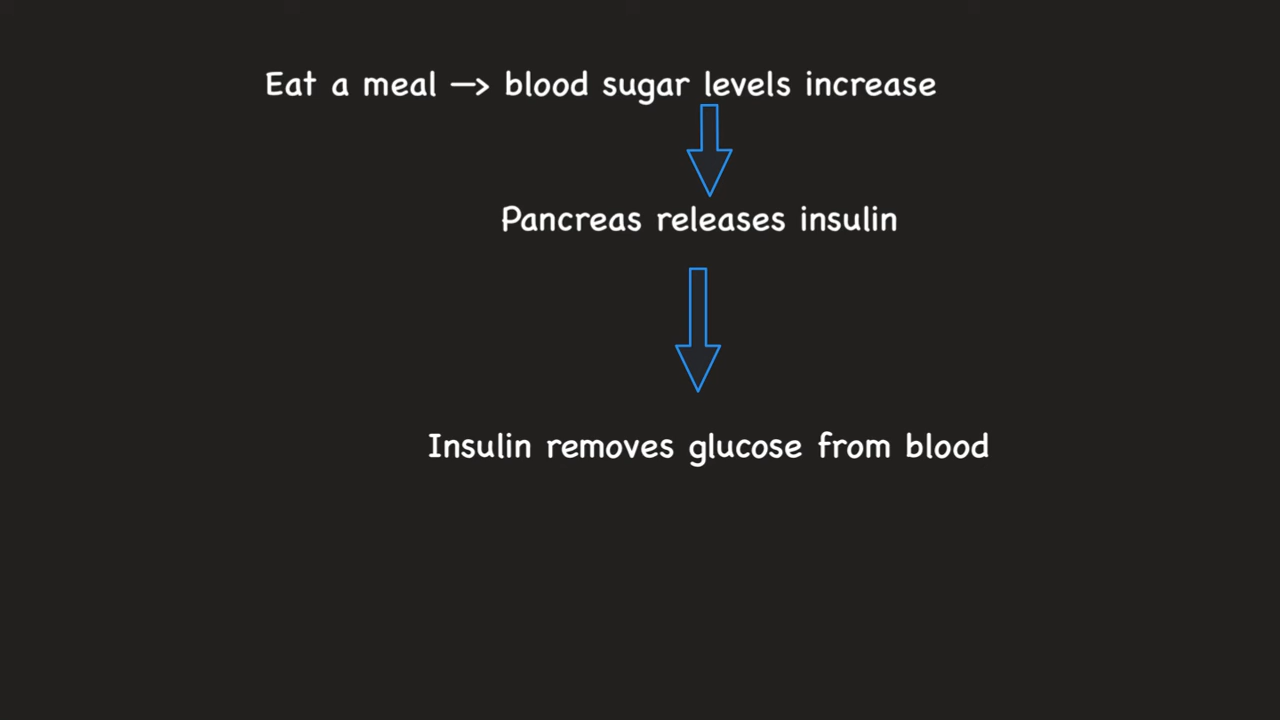 Eat a meal —> blood sugar levels increase
Pancreas releases insulin
Insulin removes glucose from blood